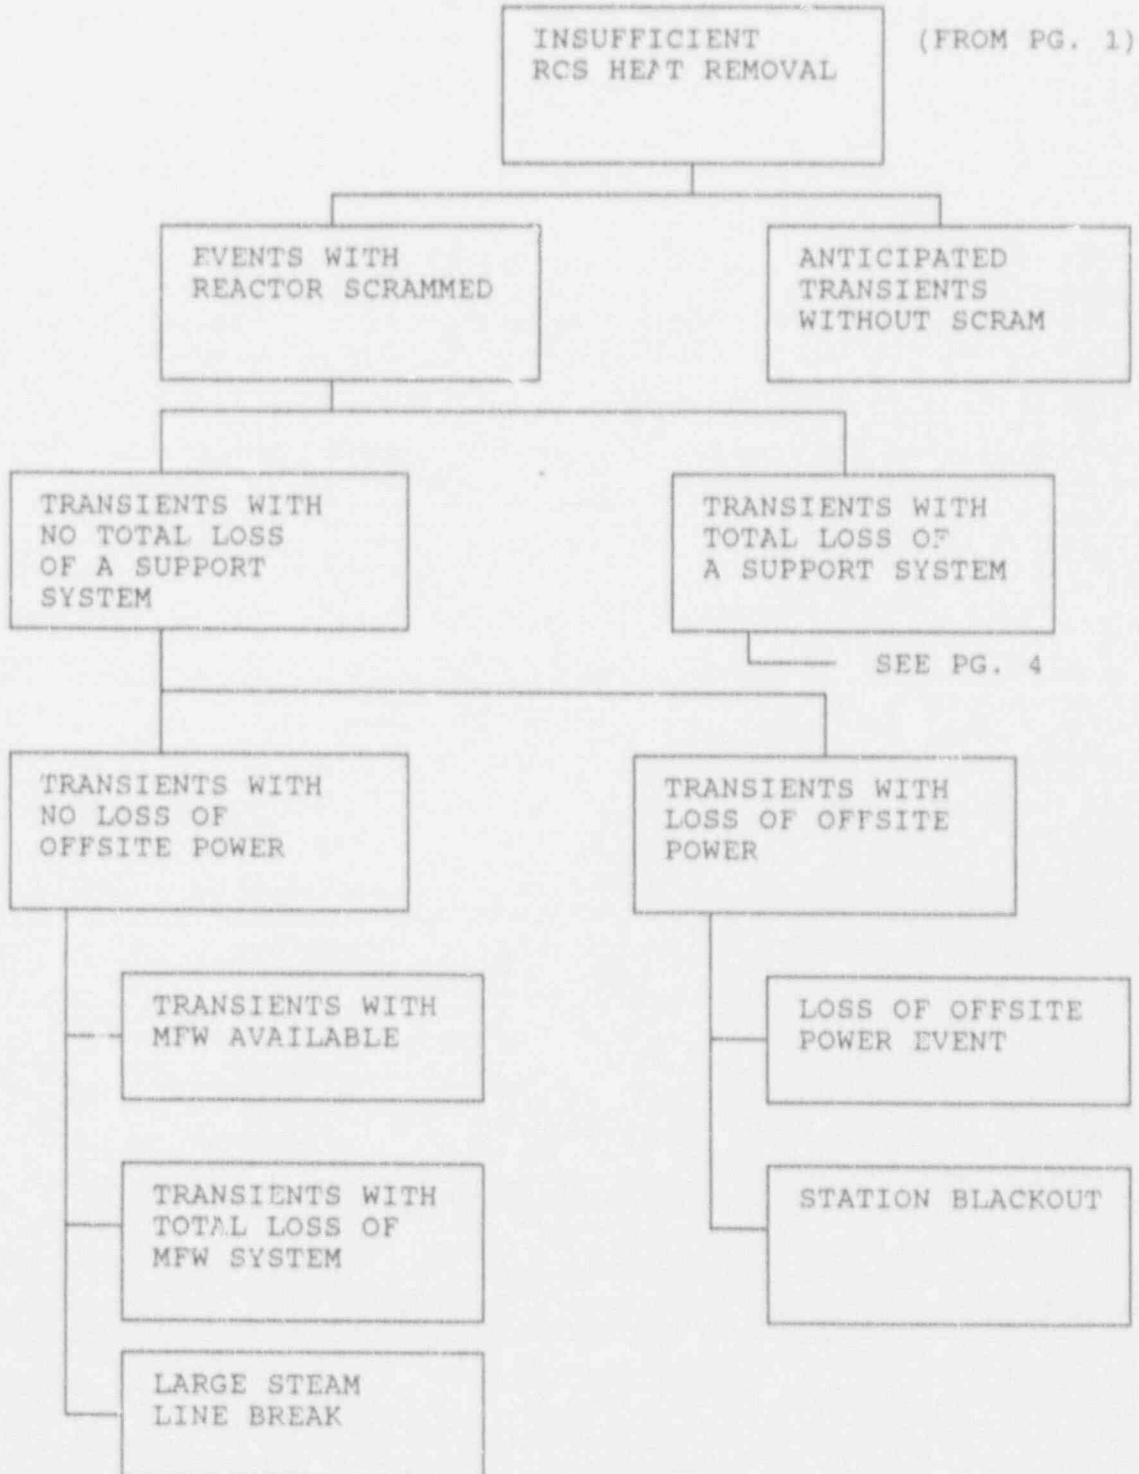 INSUFFICIENT
RCS HEAT REMOVAL
(FROM PG. 1)
EVENTS WITH
REACTOR SCRAMMED
ANTICIPATED
TRANSIENTS
WITHOUT SCRAM
TRANSIENTS WITH
NO TOTAL LOSS
OF A SUPPORT
SYSTEM
TRANSIENTS WITH
TOTAL LOSS OF
A SUPPORT SYSTEM
SEE PG. 4
TRANSIENTS WITH
NO LOSS OF
OFFSITE POWER
TRANSIENTS WITH
LOSS OF OFFSITE
POWER
TRANSIENTS WITH
MFW AVAILABLE
LOSS OF OFFSITE
POWER EVENT
TRANSIENTS WITH
TOTAL LOSS OF
MFW SYSTEM
STATION BLACKOUT
LARGE STEAM
LINE BREAK